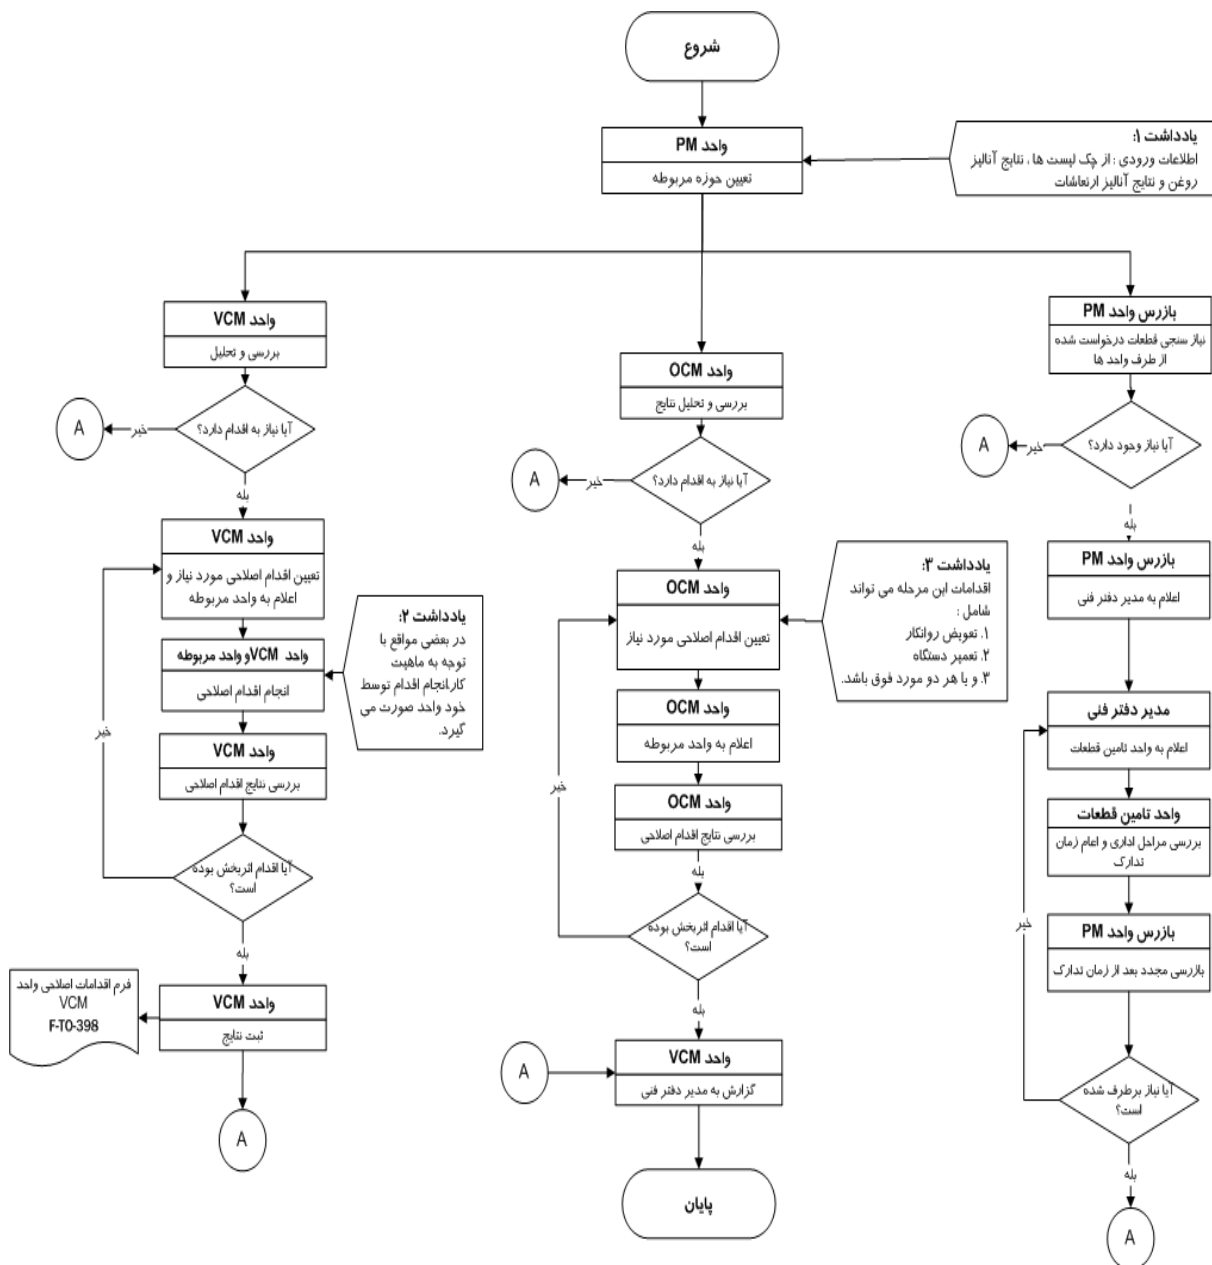 شروع
واحد PM
تعیین حوزه مربوطه
یادداشت ۱:
اطلاعات ورودی : از چک لیست ها ، نتایج آنالیز
روغن و نتایج آنالیز ارتعاشات
بازرس واحد PM
نیاز سنجی قطعات درخواست شده
از طرف واحد ها
آیا نیاز وجود دارد؟
خیر
A
بله
بازرس واحد PM
اعلام به مدیر دفتر فنی
مدیر دفتر فنی
اعلام به واحد تامین قطعات
واحد تامین قطعات
بررسی مراحل اداری و اعام زمان
تدارک
بازرس واحد PM
بازرسی مجدد بعد از زمان تدارک
آیا نیاز برطرف شده
است؟
خیر
بله
A
واحد OCM
بررسی و تحلیل نتایج
آیا نیاز به اقدام دارد؟
خیر
A
بله
واحد OCM
تعیین اقدام اصلاحی مورد نیاز
یادداشت ۳:
اقدامات این مرحله می تواند
شامل :
۱. تعویض روانکار
۲. تعمیر دستگاه
۳. و یا هر دو مورد فوق باشد.
واحد OCM
اعلام به واحد مربوطه
واحد OCM
بررسی نتایج اقدام اصلاحی
بله
آیا اقدام اثربخش بوده
است؟
خیر
بله
A
واحد VCM
گزارش به مدیر دفتر فنی
پایان
واحد VCM
بررسی و تحلیل
آیا نیاز به اقدام دارد؟
خیر
A
بله
واحد VCM
تعیین اقدام اصلاحی مورد نیاز و
اعلام به واحد مربوطه
واحد VCMو واحد مربوطه
انجام اقدام اصلاحی
یادداشت ۲:
در بعضی مواقع با
توجه به ماهیت
کار،انجام اقدام توسط
خود واحد صورت می
گیرد.
واحد VCM
بررسی نتایج اقدام اصلاحی
آیا اقدام اثربخش بوده
است؟
خیر
بله
واحد VCM
ثبت نتایج
فرم اقدامات اصلاحی واحد
VCM
F-TO-398
A